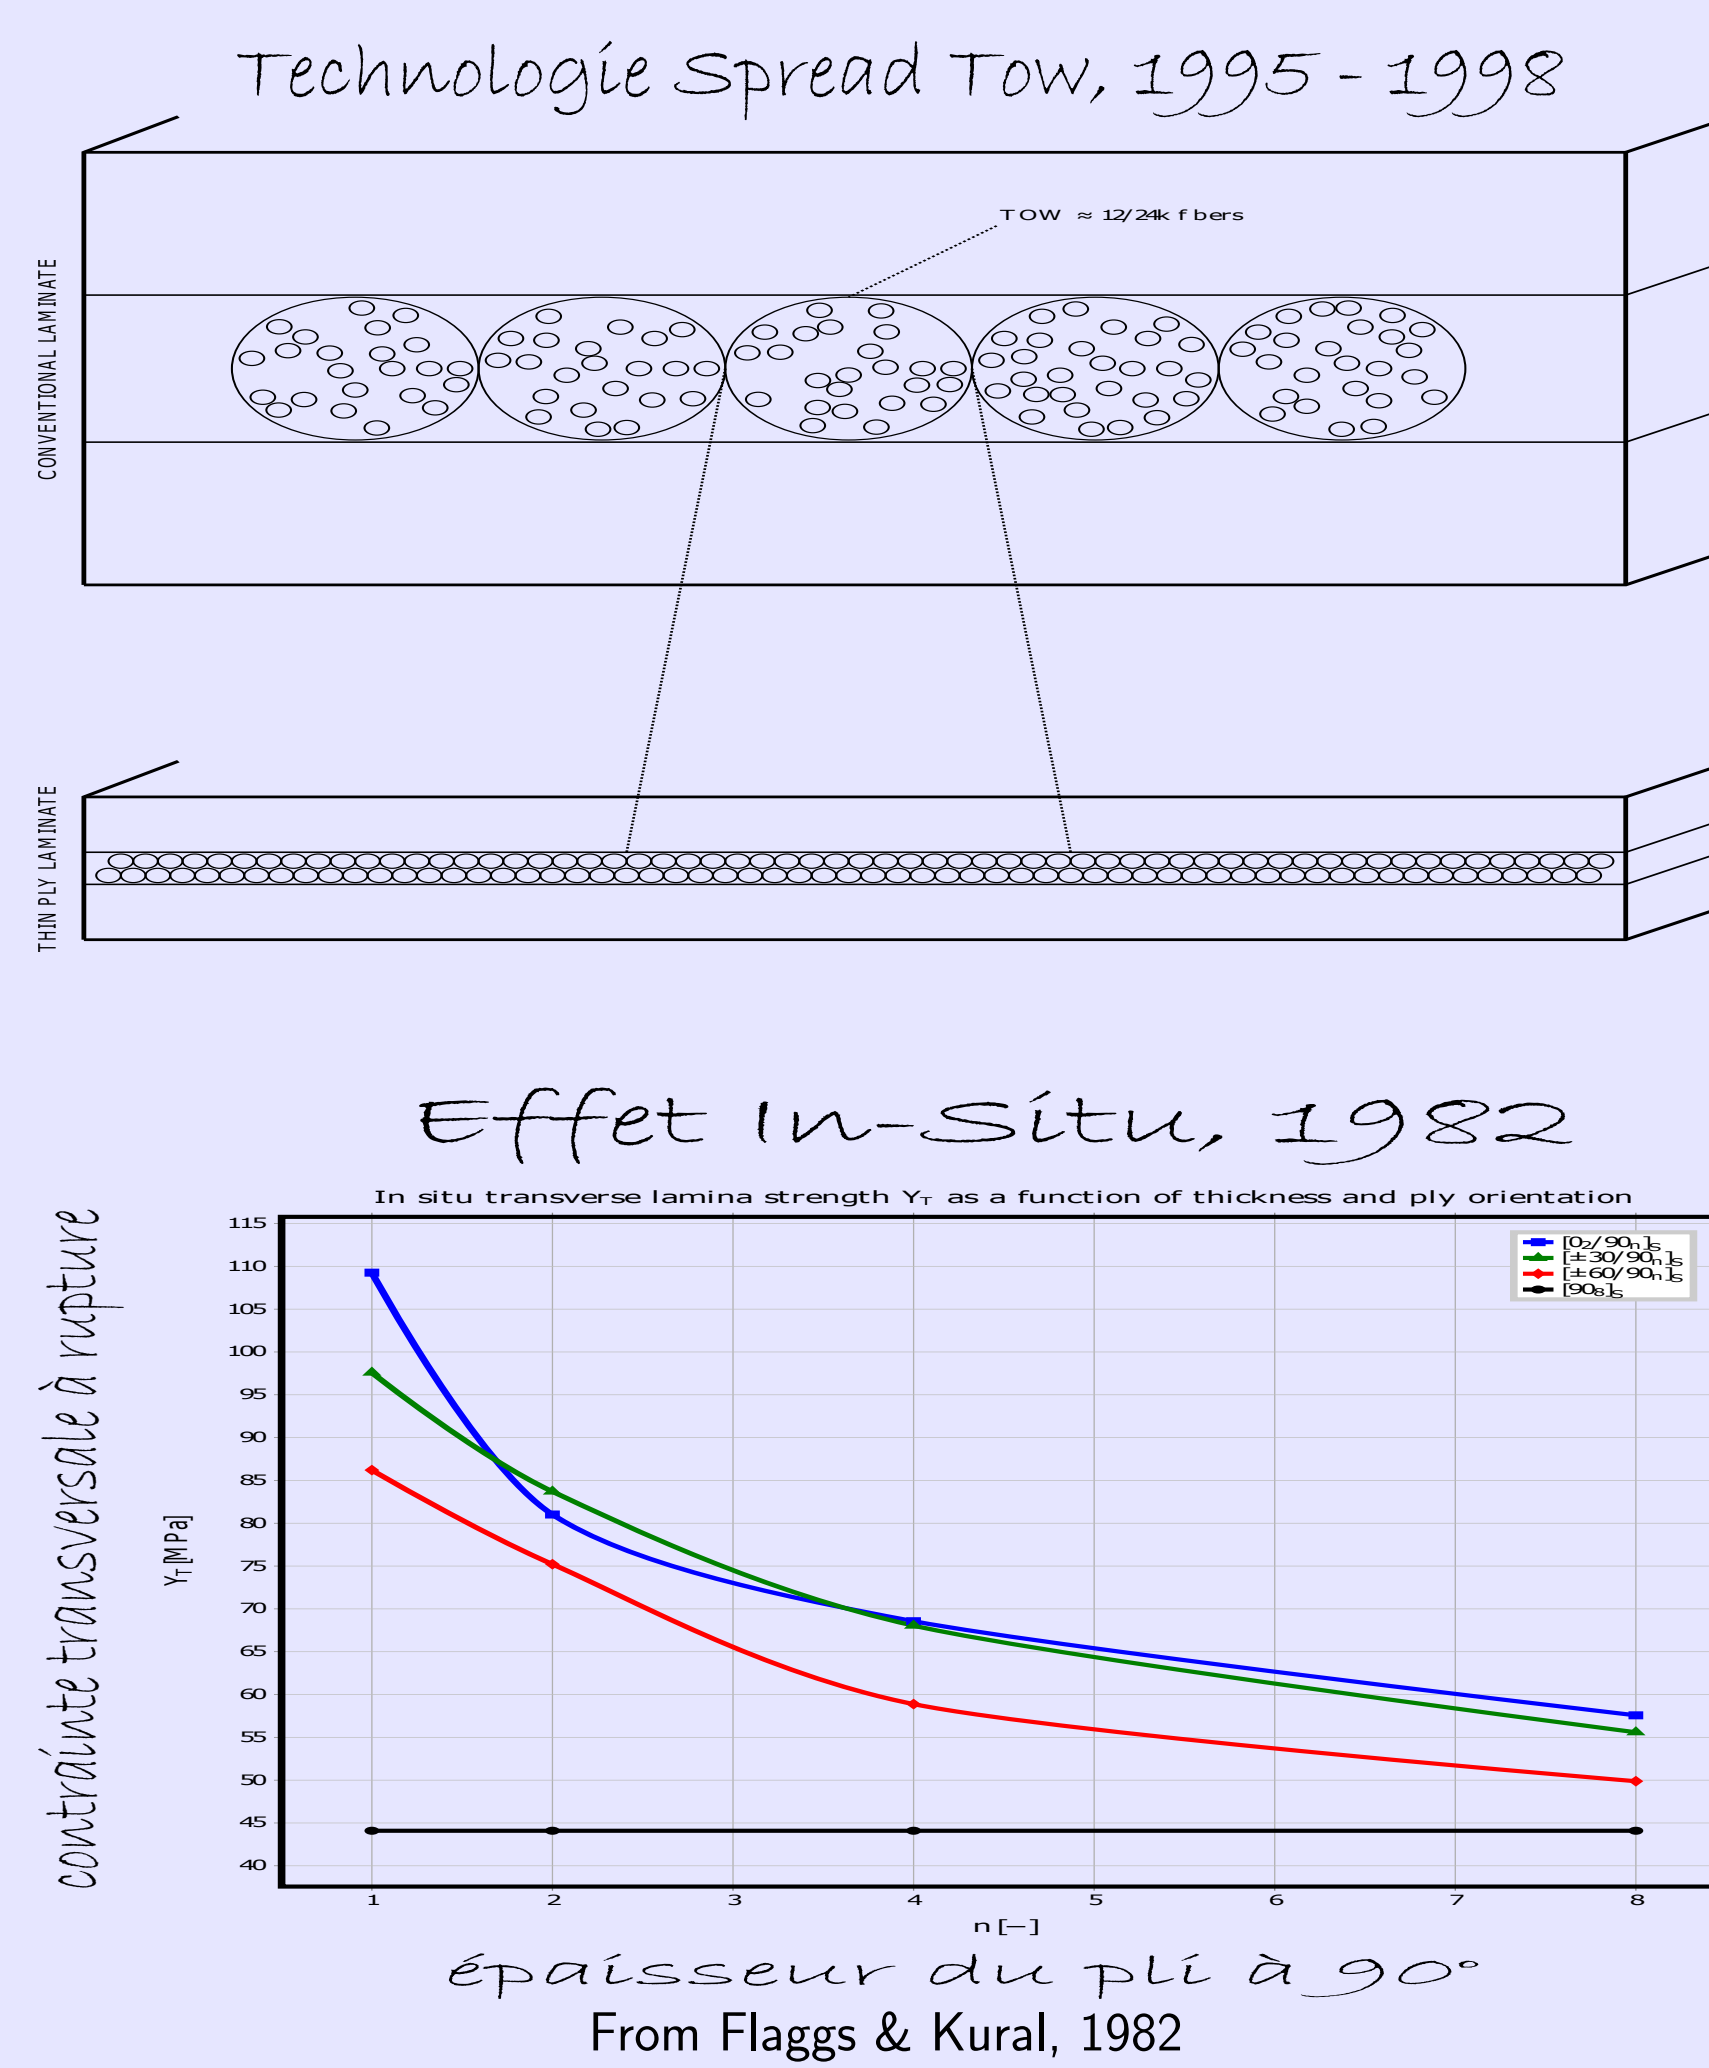 Technologie Spread Tow, 1995-1998
TOW ≈ 12/24k fbers
CONVENTIONAL LAMINATE
THIN PLY LAMINATE
Effet In-Situ, 1982
In situ transverse lamina strength Y_T as a function of thickness and ply orientation
contrainte transversale à rupture
Y_T [MPa]
115
110
105
100
95
90
85
80
75
70
65
60
55
50
45
40
[0₂/90ₙ]ₛ
[±30/90ₙ]ₛ
[±60/90ₙ]ₛ
[90₈]ₛ
1 2 3 4 5 6 7 8
n [−]
épaisseur du pli à 90°
From Flaggs & Kural, 1982